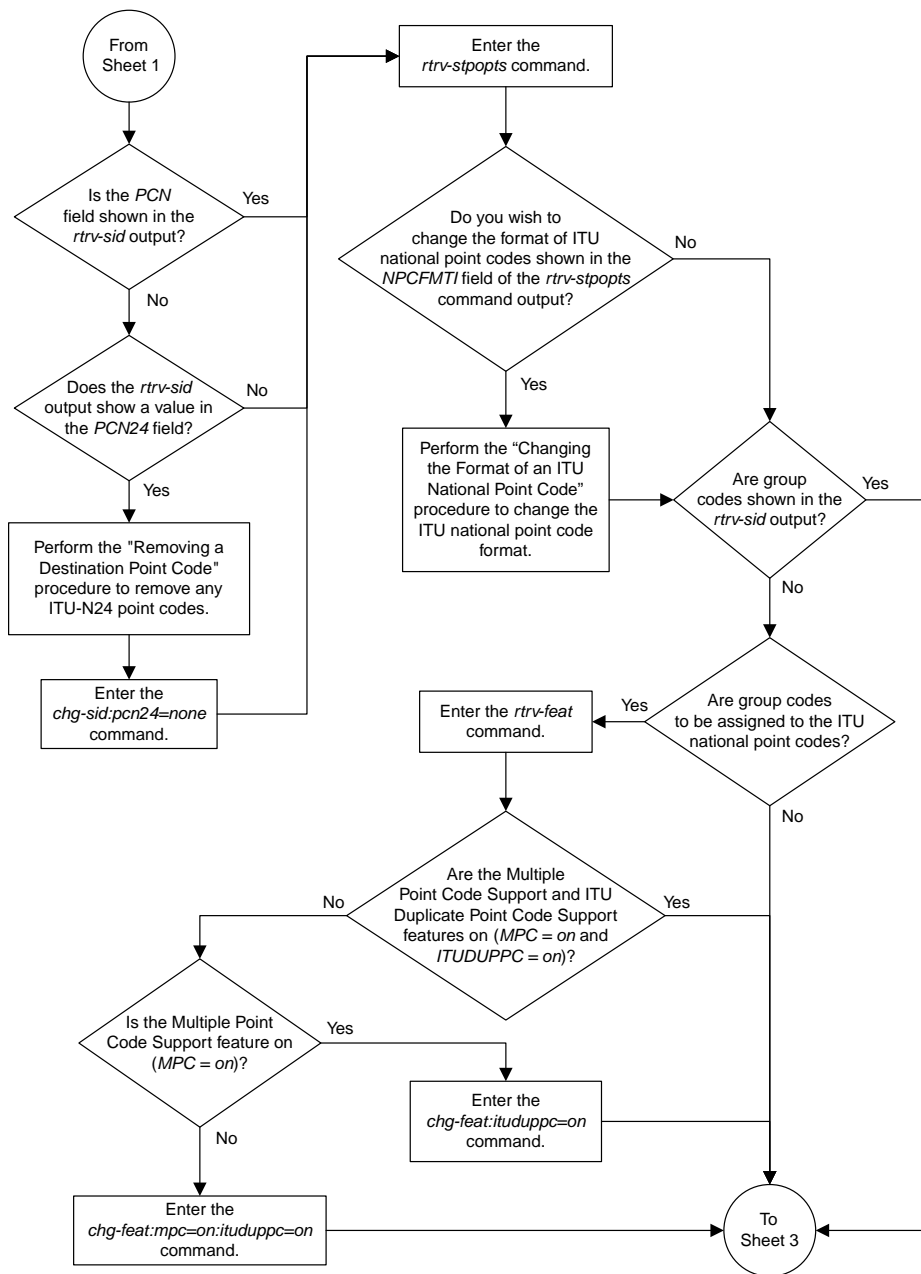 From
Sheet 1
Enter the
rtrv-stpopts command.
Is the PCN
field shown in the
rtrv-sid output?
Yes
No
Do you wish to
change the format of ITU
national point codes shown in the
NPCFMTI field of the rtrv-stpopts
command output?
No
Yes
Does the rtrv-sid
output show a value in
the PCN24 field?
No
Yes
Perform the "Removing a
Destination Point Code"
procedure to remove any
ITU-N24 point codes.
Enter the
chg-sid:pcn24=none
command.
Perform the “Changing
the Format of an ITU
National Point Code”
procedure to change the
ITU national point code
format.
Are group
codes shown in the
rtrv-sid output?
Yes
No
Are group codes
to be assigned to the ITU
national point codes?
Yes
No
Enter the rtrv-feat
command.
Are the Multiple
Point Code Support and ITU
Duplicate Point Code Support
features on (MPC = on and
ITUDUPPC = on)?
No
Yes
Is the Multiple Point
Code Support feature on
(MPC = on)?
Yes
No
Enter the
chg-feat:ituduppc=on
command.
Enter the
chg-feat:mpc=on:ituduppc=on
command.
To
Sheet 3